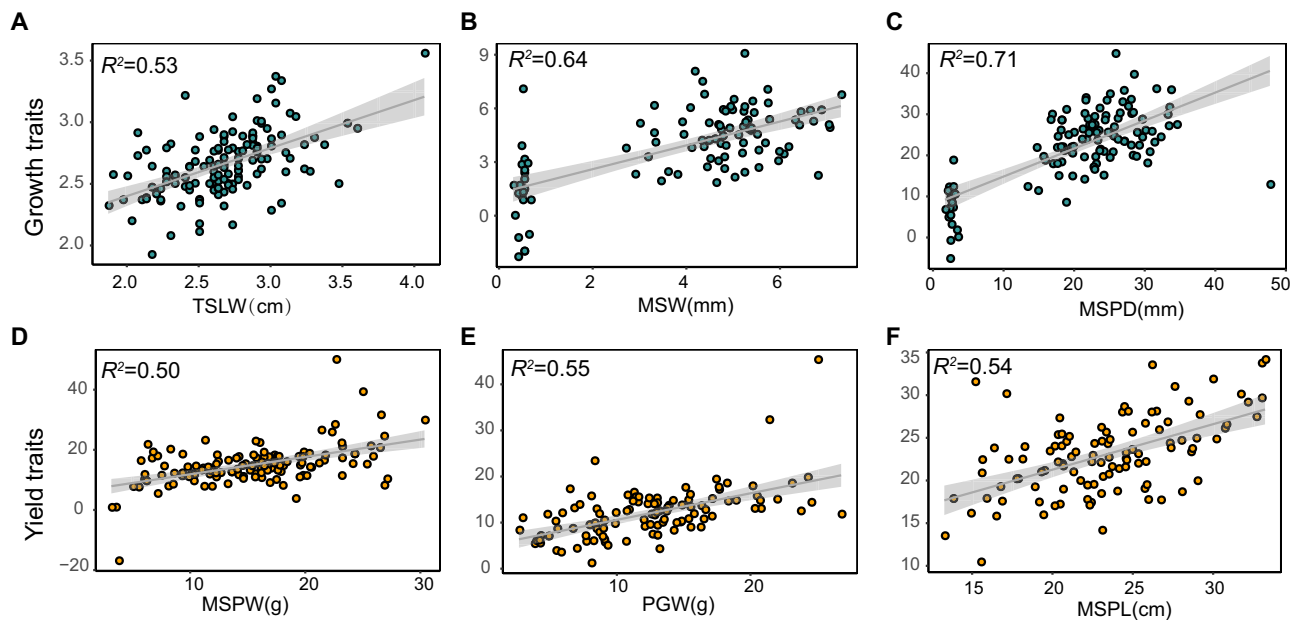 A
B
C
R²=0.53
R²=0.64
R²=0.71
Growth traits
3.5
3.0
2.5
2.0
9
6
3
0
40
30
20
10
0
2.0 2.5 3.0 3.5 4.0
0 2 4 6
0 10 20 30 40 50
TSLW(cm)
MSW(mm)
MSPD(mm)
D
E
F
R²=0.50
R²=0.55
R²=0.54
Yield traits
40
20
0
−20
40
30
20
10
0
35
30
25
20
15
10
10 20 30
10 20
15 20 25 30
MSPW(g)
PGW(g)
MSPL(cm)